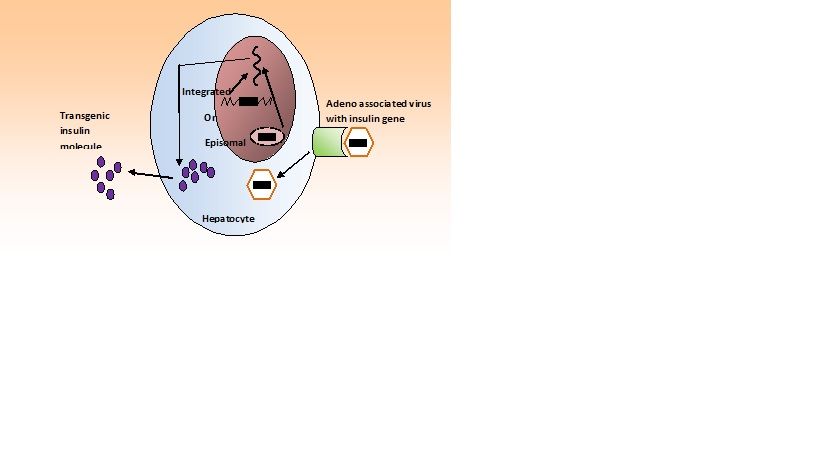 Integrated
Or
Episomal
Transgenic
insulin
molecule
Adeno associated virus
with insulin gene
Hepatocyte